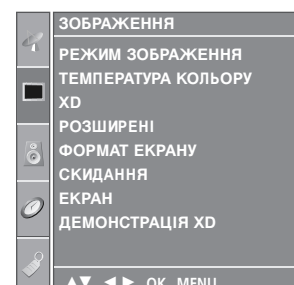 ЗОБРАЖЕННЯ
РЕЖИМ ЗОБРАЖЕННЯ
ТЕМПЕРАТУРА КОЛЬОРУ
XD
РОЗШИРЕНІ
ФОРМАТ ЕКРАНУ
СКИДАННЯ
ЕКРАН
ДЕМОНСТРАЦІЯ XD
▲▼ ◄► OK MENU